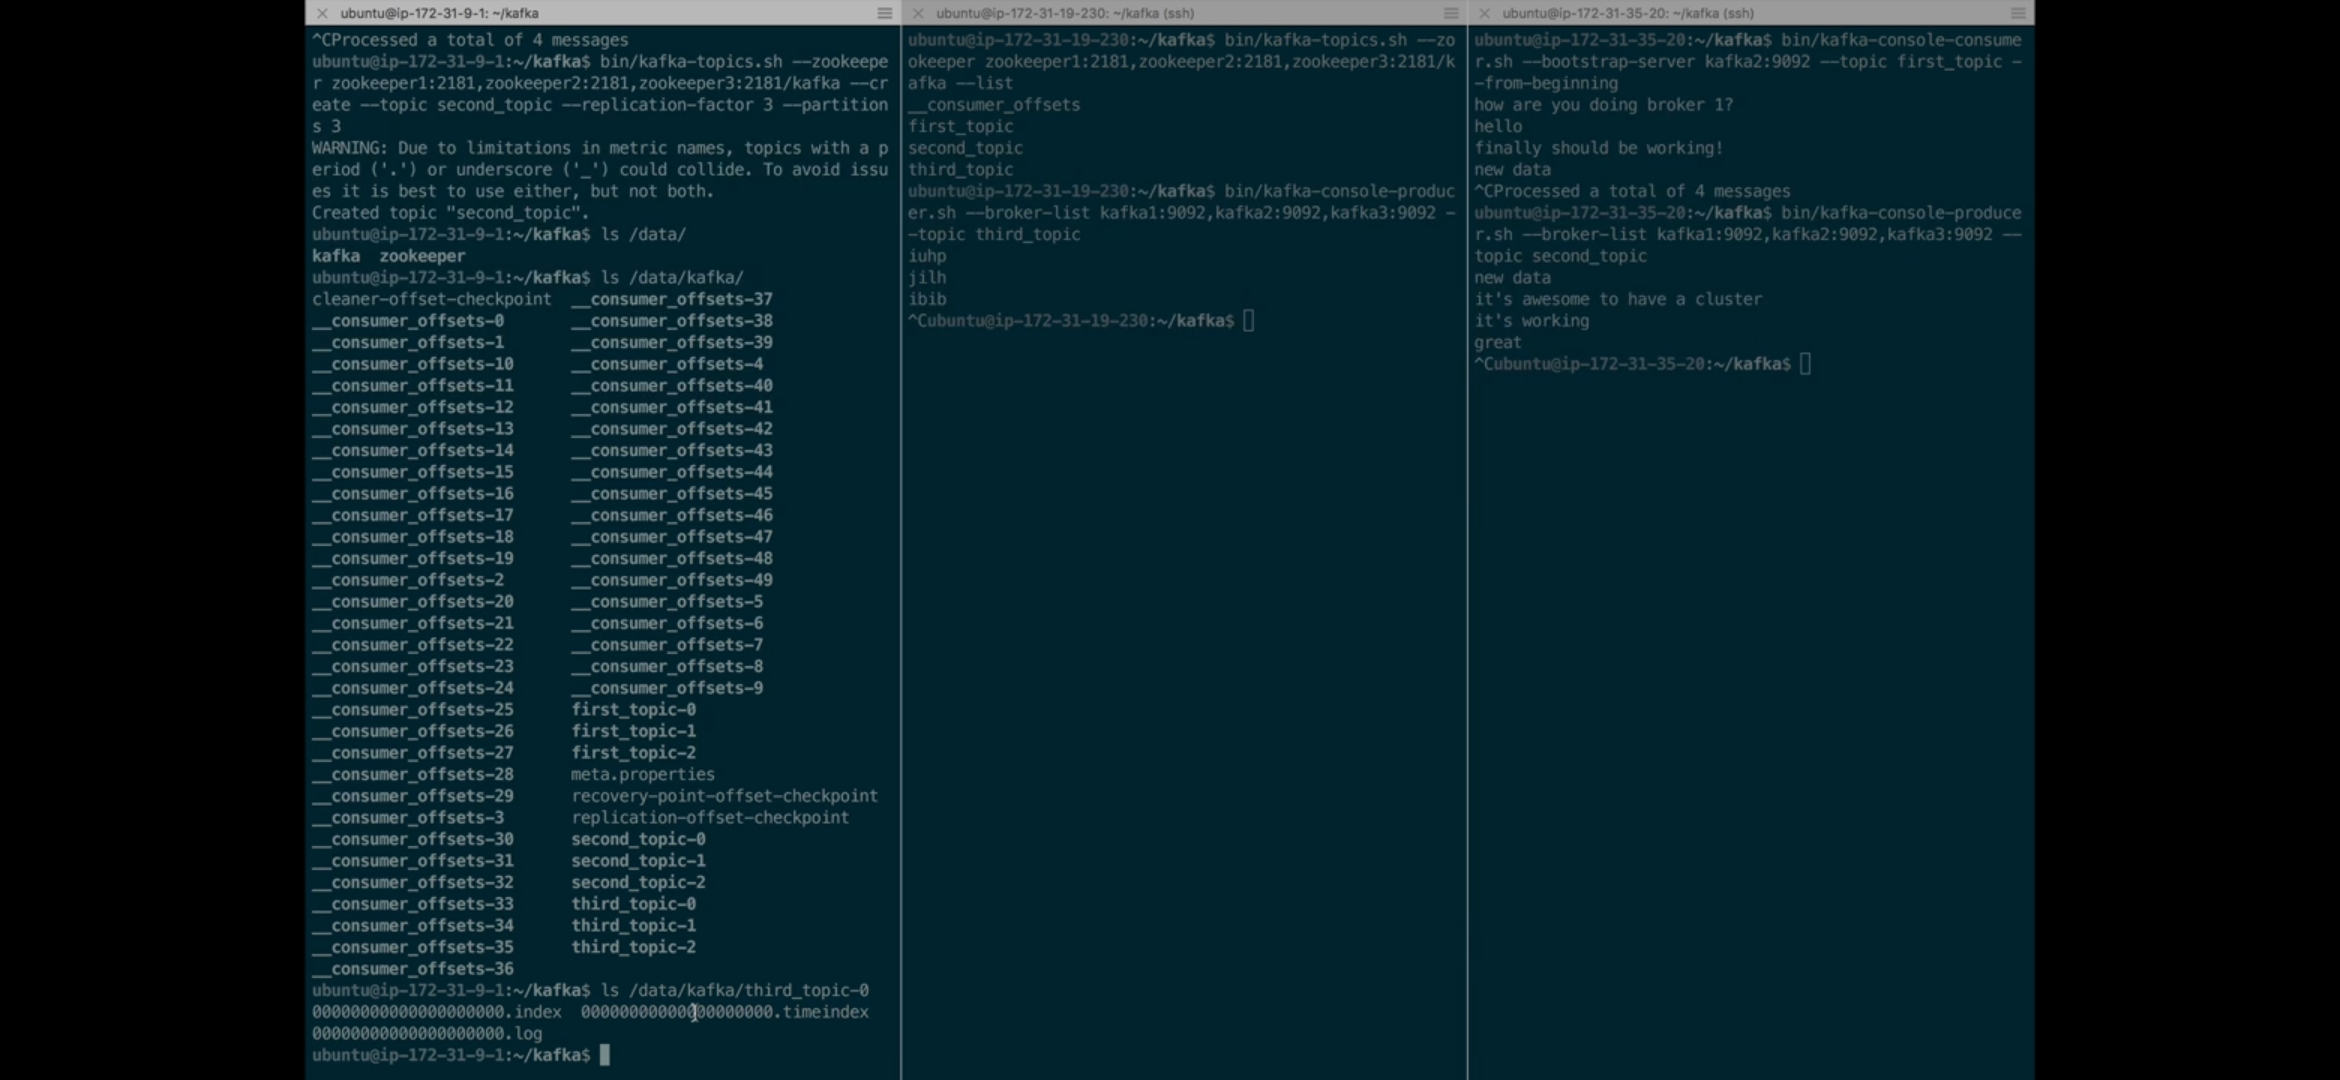 ubuntu@ip-172-31-9-1: ~/kafka
^CProcessed a total of 4 messages
ubuntu@ip-172-31-9-1:~/kafka$ bin/kafka-topics.sh --zookeepe
r zookeeper1:2181,zookeeper2:2181,zookeeper3:2181/kafka --cr
eate --topic second_topic --replication-factor 3 --partition
s 3
WARNING: Due to limitations in metric names, topics with a p
eriod ('.') or underscore ('_') could collide. To avoid issu
es it is best to use either, but not both.
Created topic "second_topic".
ubuntu@ip-172-31-9-1:~/kafka$ ls /data/
kafka  zookeeper
ubuntu@ip-172-31-9-1:~/kafka$ ls /data/kafka/
cleaner-offset-checkpoint  __consumer_offsets-37
__consumer_offsets-0  __consumer_offsets-38
__consumer_offsets-1  __consumer_offsets-39
__consumer_offsets-10  __consumer_offsets-4
__consumer_offsets-11  __consumer_offsets-40
__consumer_offsets-12  __consumer_offsets-41
__consumer_offsets-13  __consumer_offsets-42
__consumer_offsets-14  __consumer_offsets-43
__consumer_offsets-15  __consumer_offsets-44
__consumer_offsets-16  __consumer_offsets-45
__consumer_offsets-17  __consumer_offsets-46
__consumer_offsets-18  __consumer_offsets-47
__consumer_offsets-19  __consumer_offsets-48
__consumer_offsets-2  __consumer_offsets-49
__consumer_offsets-20  __consumer_offsets-5
__consumer_offsets-21  __consumer_offsets-6
__consumer_offsets-22  __consumer_offsets-7
__consumer_offsets-23  __consumer_offsets-8
__consumer_offsets-24  __consumer_offsets-9
__consumer_offsets-25  first_topic-0
__consumer_offsets-26  first_topic-1
__consumer_offsets-27  first_topic-2
__consumer_offsets-28  meta.properties
__consumer_offsets-29  recovery-point-offset-checkpoint
__consumer_offsets-3  replication-offset-checkpoint
__consumer_offsets-30  second_topic-0
__consumer_offsets-31  second_topic-1
__consumer_offsets-32  second_topic-2
__consumer_offsets-33  third_topic-0
__consumer_offsets-34  third_topic-1
__consumer_offsets-35  third_topic-2
__consumer_offsets-36
ubuntu@ip-172-31-9-1:~/kafka$ ls /data/kafka/third_topic-0
00000000000000000000.index  00000000000000000000.timeindex
00000000000000000000.log
ubuntu@ip-172-31-9-1:~/kafka$
ubuntu@ip-172-31-19-230: ~/kafka (ssh)
ubuntu@ip-172-31-19-230:~/kafka$ bin/kafka-topics.sh --zo
okeeper zookeeper1:2181,zookeeper2:2181,zookeeper3:2181/k
afka --list
__consumer_offsets
first_topic
second_topic
third_topic
ubuntu@ip-172-31-19-230:~/kafka$ bin/kafka-console-produc
er.sh --broker-list kafka1:9092,kafka2:9092,kafka3:9092 -
-topic third_topic
iuhp
jilh
ibib
^Cubuntu@ip-172-31-19-230:~/kafka$
ubuntu@ip-172-31-35-20: ~/kafka (ssh)
ubuntu@ip-172-31-35-20:~/kafka$ bin/kafka-console-consume
r.sh --bootstrap-server kafka2:9092 --topic first_topic -
-from-beginning
how are you doing broker 1?
hello
finally should be working!
new data
^CProcessed a total of 4 messages
ubuntu@ip-172-31-35-20:~/kafka$ bin/kafka-console-produce
r.sh --broker-list kafka1:9092,kafka2:9092,kafka3:9092 --
topic second_topic
new data
it's awesome to have a cluster
it's working
great
^Cubuntu@ip-172-31-35-20:~/kafka$